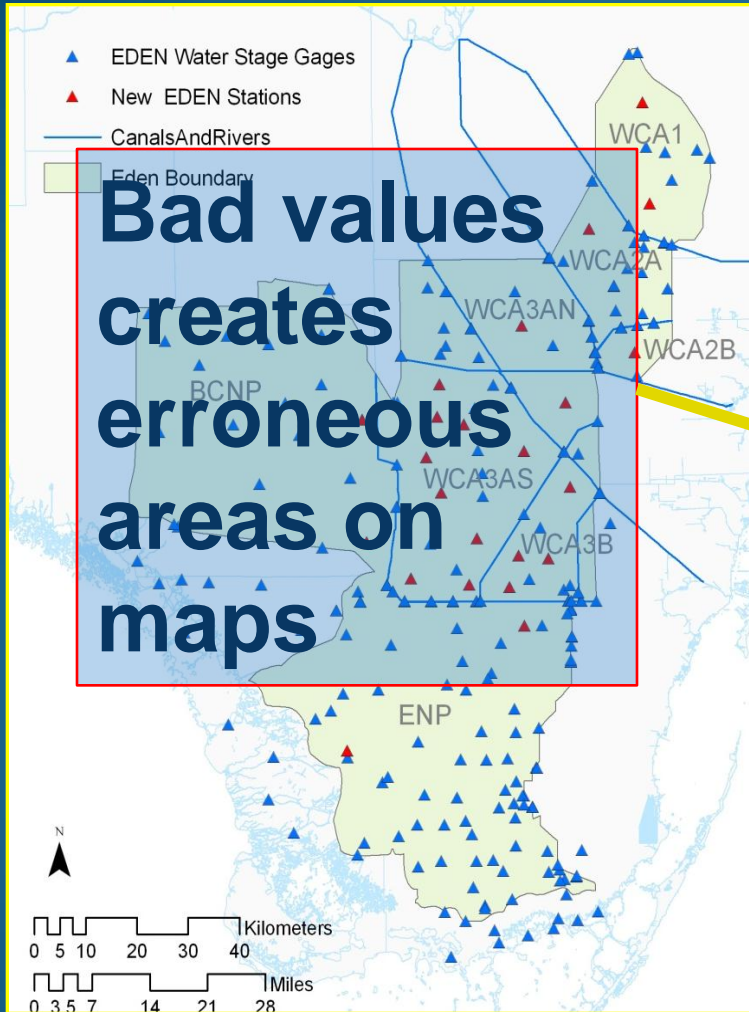 EDEN Water Stage Gages
New EDEN Stations
CanalsAndRivers
Eden Boundary
WCA1
Bad values
creates
erroneous
areas on
maps
WCA2A
WCA3AN
WCA2B
BCNP
WCA3AS
WCA3B
ENP
N
Kilometers
0 5 10 20 30 40
Miles
0 3.5 7 14 21 28